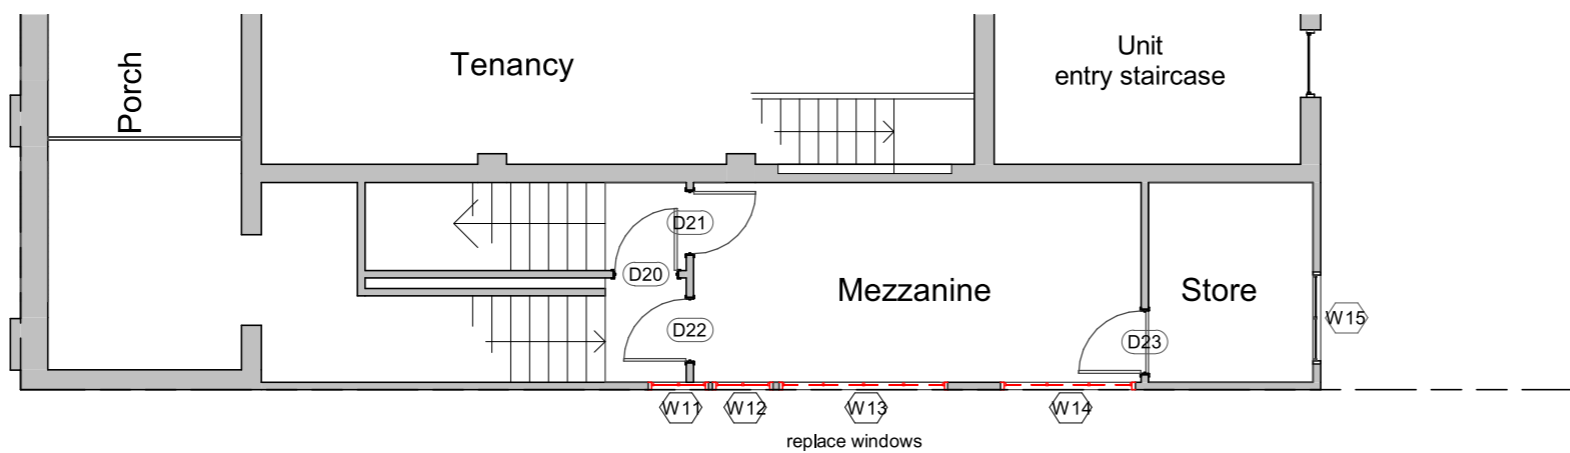 Porch
Tenancy
Unit
entry staircase
D21
D20
D22
Mezzanine
Store
D23
W15
W11
W12
W13
W14
replace windows